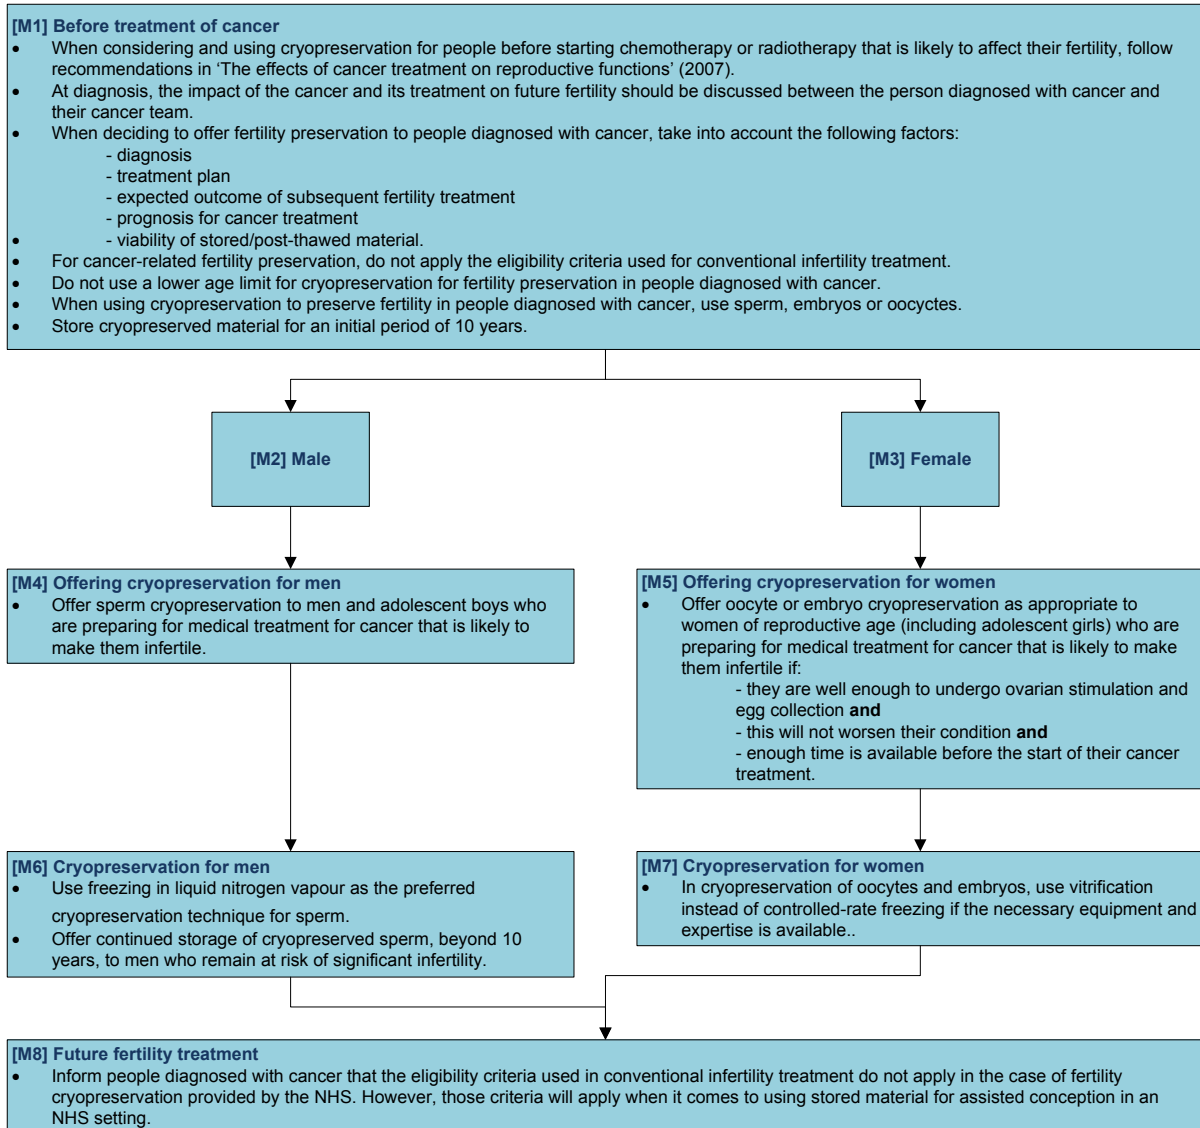 [M1] Before treatment of cancer
• When considering and using cryopreservation for people before starting chemotherapy or radiotherapy that is likely to affect their fertility, follow
recommendations in ‘The effects of cancer treatment on reproductive functions’ (2007).
• At diagnosis, the impact of the cancer and its treatment on future fertility should be discussed between the person diagnosed with cancer and
their cancer team.
• When deciding to offer fertility preservation to people diagnosed with cancer, take into account the following factors:
- diagnosis
- treatment plan
- expected outcome of subsequent fertility treatment
- prognosis for cancer treatment
• - viability of stored/post-thawed material.
• For cancer-related fertility preservation, do not apply the eligibility criteria used for conventional infertility treatment.
• Do not use a lower age limit for cryopreservation for fertility preservation in people diagnosed with cancer.
• When using cryopreservation to preserve fertility in people diagnosed with cancer, use sperm, embryos or oocyctes.
• Store cryopreserved material for an initial period of 10 years.
[M2] Male
[M3] Female
[M4] Offering cryopreservation for men
• Offer sperm cryopreservation to men and adolescent boys who
are preparing for medical treatment for cancer that is likely to
make them infertile.
[M5] Offering cryopreservation for women
• Offer oocyte or embryo cryopreservation as appropriate to
women of reproductive age (including adolescent girls) who are
preparing for medical treatment for cancer that is likely to make
them infertile if:
- they are well enough to undergo ovarian stimulation and
egg collection and
- this will not worsen their condition and
- enough time is available before the start of their cancer
treatment.
[M6] Cryopreservation for men
• Use freezing in liquid nitrogen vapour as the preferred
cryopreservation technique for sperm.
• Offer continued storage of cryopreserved sperm, beyond 10
years, to men who remain at risk of significant infertility.
[M7] Cryopreservation for women
• In cryopreservation of oocytes and embryos, use vitrification
instead of controlled-rate freezing if the necessary equipment and
expertise is available..
[M8] Future fertility treatment
• Inform people diagnosed with cancer that the eligibility criteria used in conventional infertility treatment do not apply in the case of fertility
cryopreservation provided by the NHS. However, those criteria will apply when it comes to using stored material for assisted conception in an
NHS setting.